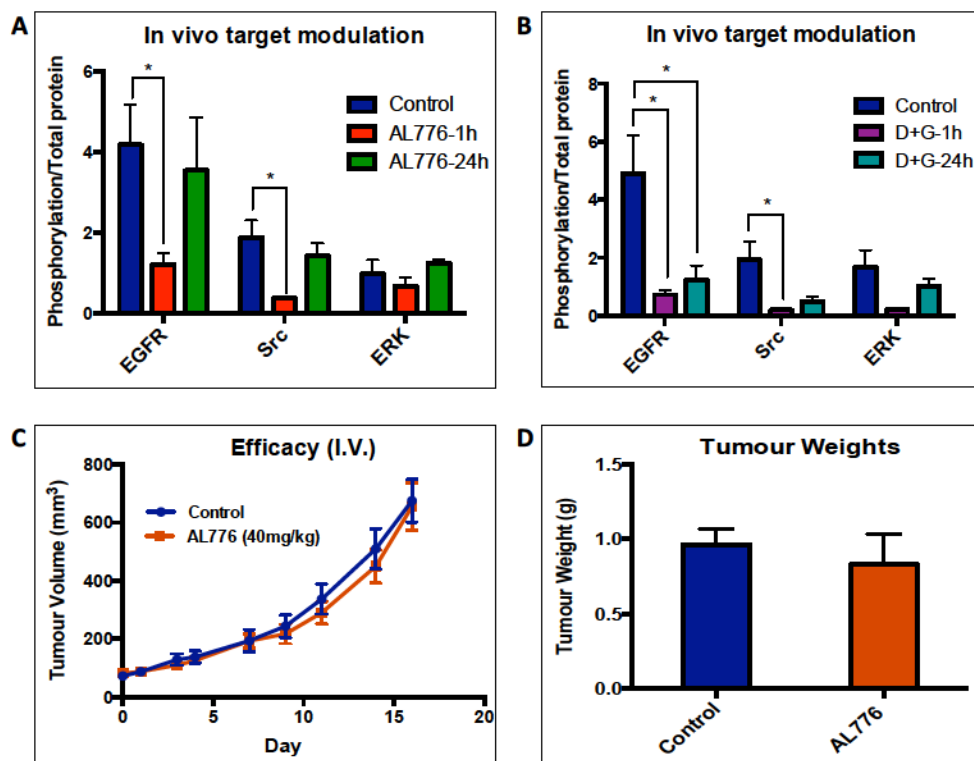 A
In vivo target modulation
Phosphorylation/Total protein
6
4
2
0
*
*
Control
AL776-1h
AL776-24h
EGFR
Src
ERK
B
In vivo target modulation
Phosphorylation/Total protein
8
6
4
2
0
*
*
*
Control
D+G-1h
D+G-24h
EGFR
Src
ERK
C
Efficacy (I.V.)
Tumour Volume (mm³)
800
600
400
200
0
Control
AL776 (40mg/kg)
0 5 10 15 20
Day
D
Tumour Weights
Tumour Weight (g)
1.5
1.0
0.5
0.0
Control
AL776